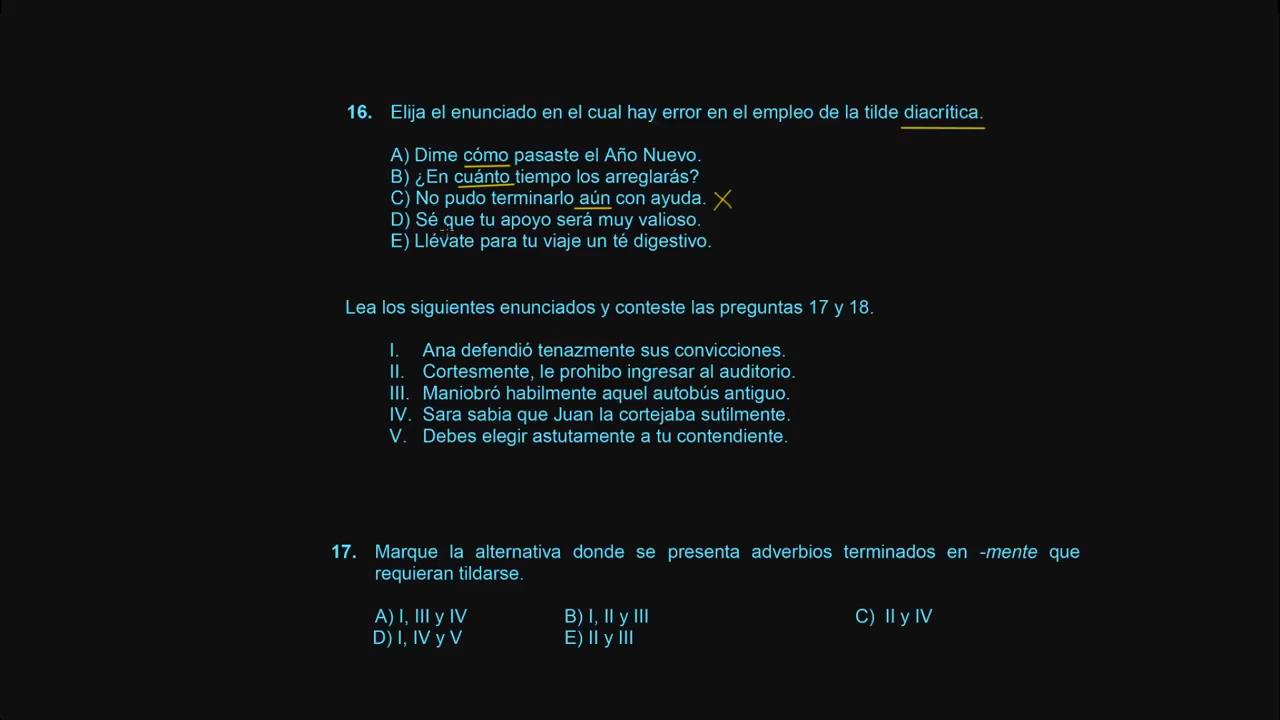 16. Elija el enunciado en el cual hay error en el empleo de la tilde diacrítica.
A) Dime cómo pasaste el Año Nuevo.
B) ¿En cuánto tiempo los arreglarás?
C) No pudo terminarlo aún con ayuda. X
D) Sé que tu apoyo será muy valioso.
E) Llévate para tu viaje un té digestivo.
Lea los siguientes enunciados y conteste las preguntas 17 y 18.
I. Ana defendió tenazmente sus convicciones.
II. Cortesmente, le prohibo ingresar al auditorio.
III. Maniobró habilmente aquel autobús antiguo.
IV. Sara sabia que Juan la cortejaba sutilmente.
V. Debes elegir astutamente a tu contendiente.
17. Marque la alternativa donde se presenta adverbios terminados en -mente que
requieran tildarse.
A) I, III y IV B) I, II y III C) II y IV
D) I, IV y V E) II y III